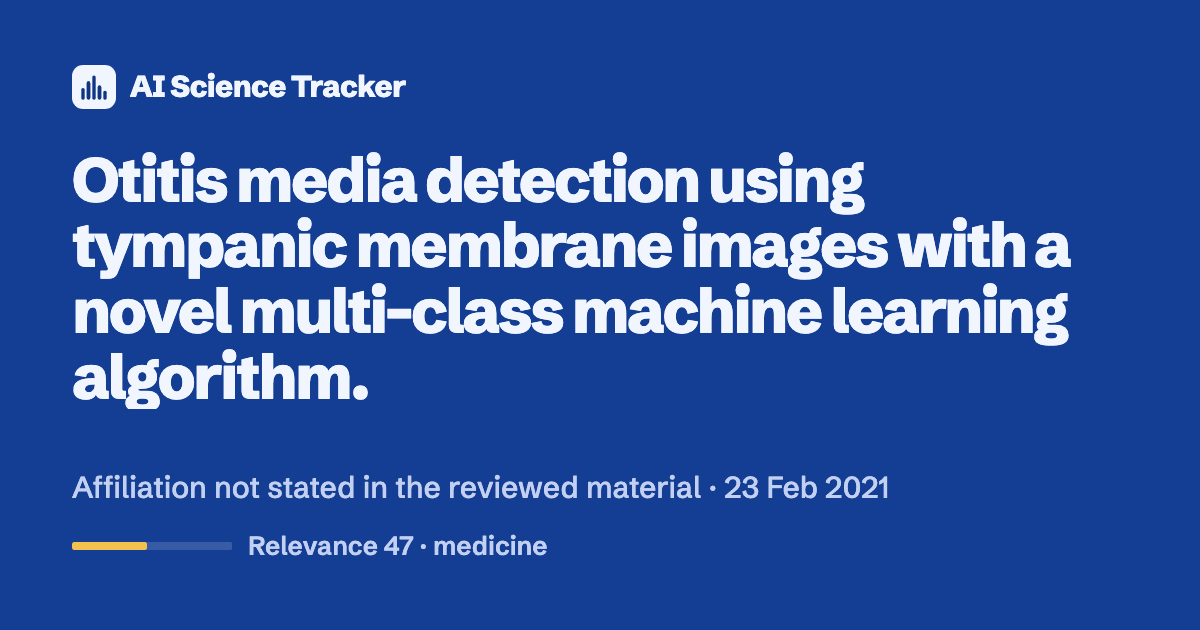 AI Science Tracker
Otitis media detection using
tympanic membrane images with a
novel multi-class machine learning
algorithm.
Affiliation not stated in the reviewed material · 23 Feb 2021
Relevance 47 · medicine